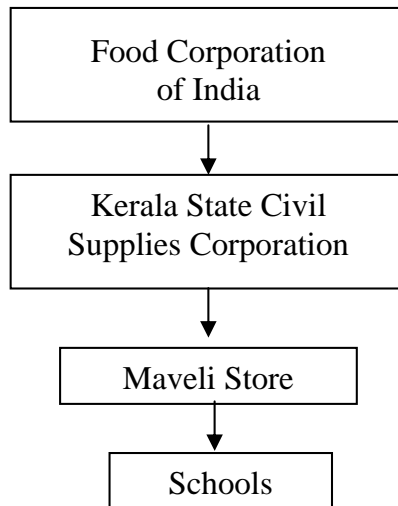 Food Corporation
of India
Kerala State Civil
Supplies Corporation
Maveli Store
Schools